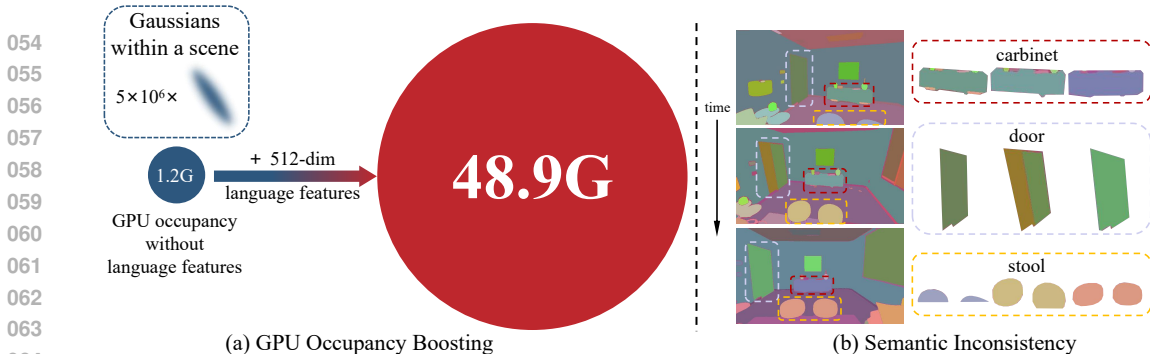 054
055
056
057
058
059
060
061
062
063
Gaussians
within a scene
5×10⁶×
1.2G
+ 512-dim
language features
GPU occupancy
without
language features
48.9G
(a) GPU Occupancy Boosting
time
carbinet
door
stool
(b) Semantic Inconsistency